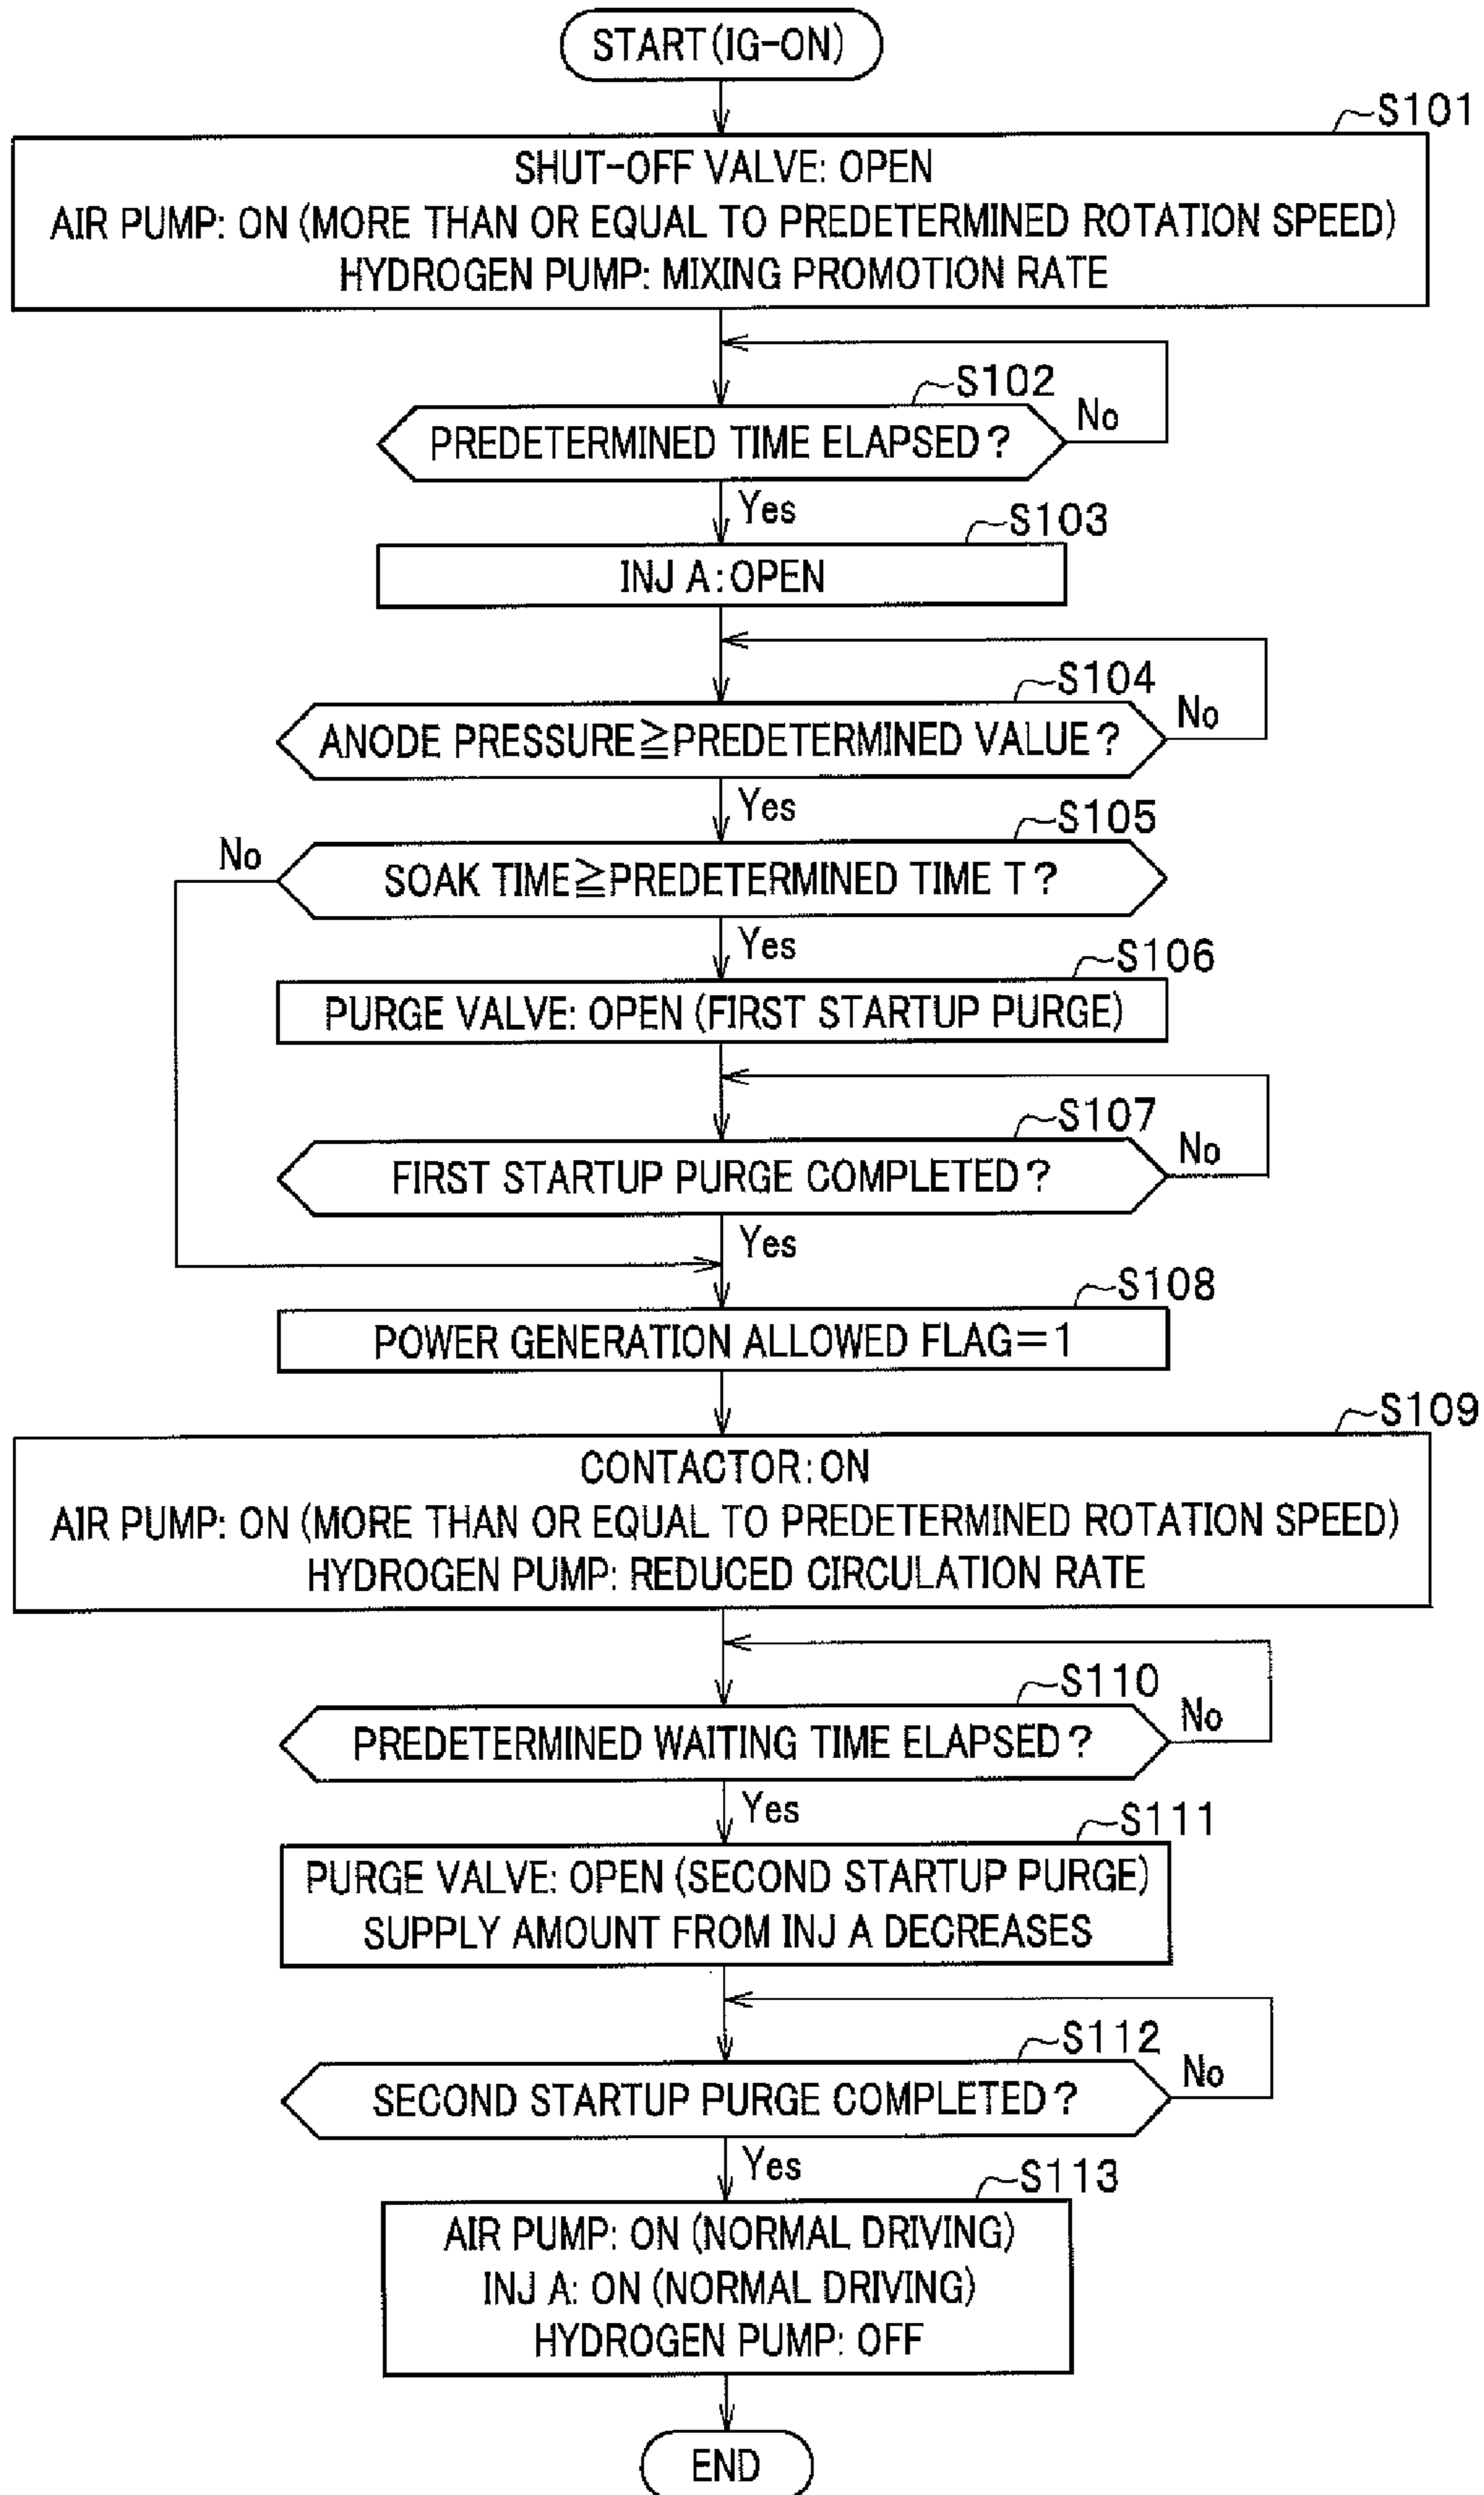 START(IG-ON)
S101
SHUT-OFF VALVE: OPEN
AIR PUMP: ON (MORE THAN OR EQUAL TO PREDETERMINED ROTATION SPEED)
HYDROGEN PUMP: MIXING PROMOTION RATE
S102
PREDETERMINED TIME ELAPSED?
No
Yes
S103
INJ A:OPEN
S104
ANODE PRESSURE≧PREDETERMINED VALUE?
No
Yes
S105
No
SOAK TIME≧PREDETERMINED TIME T?
Yes
S106
PURGE VALVE: OPEN (FIRST STARTUP PURGE)
S107
FIRST STARTUP PURGE COMPLETED?
No
Yes
S108
POWER GENERATION ALLOWED FLAG=1
S109
CONTACTOR:ON
AIR PUMP: ON (MORE THAN OR EQUAL TO PREDETERMINED ROTATION SPEED)
HYDROGEN PUMP: REDUCED CIRCULATION RATE
S110
PREDETERMINED WAITING TIME ELAPSED?
No
Yes
S111
PURGE VALVE: OPEN (SECOND STARTUP PURGE)
SUPPLY AMOUNT FROM INJ A DECREASES
S112
SECOND STARTUP PURGE COMPLETED?
No
Yes
S113
AIR PUMP: ON (NORMAL DRIVING)
INJ A: ON (NORMAL DRIVING)
HYDROGEN PUMP: OFF
END